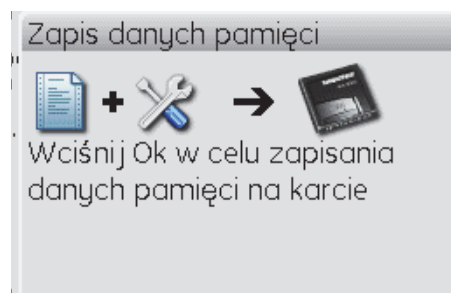 Zapis danych pamięci
Wciśnij Ok w celu zapisania
danych pamięci na karcie